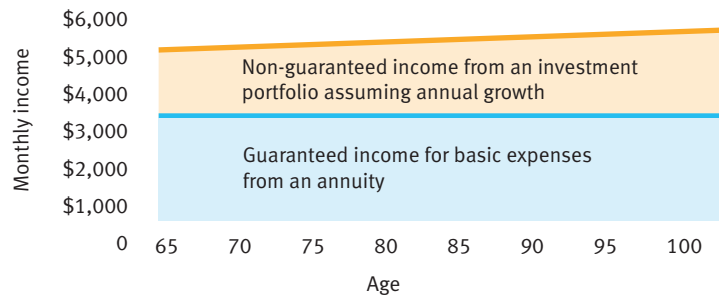 Monthly income
$6,000
$5,000
$4,000
$3,000
$2,000
$1,000
0
Non-guaranteed income from an investment
portfolio assuming annual growth
Guaranteed income for basic expenses
from an annuity
65 70 75 80 85 90 95 100
Age